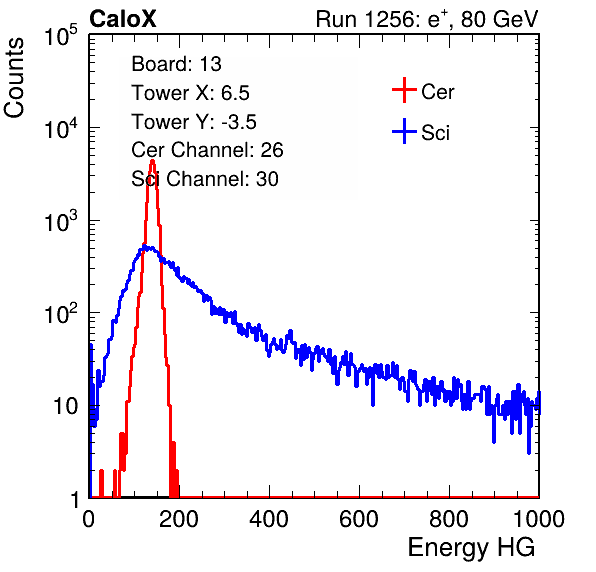 CaloX Run 1256: e⁺, 80 GeV
Counts
Board: 13
Tower X: 6.5
Tower Y: -3.5
Cer Channel: 26
Sci Channel: 30
Cer
Sci
10⁵
10⁴
10³
10²
10
1
0 200 400 600 800 1000
Energy HG